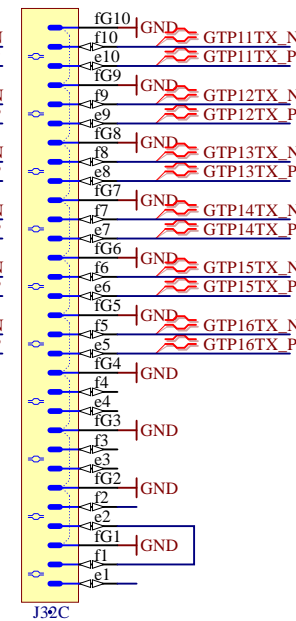 fG10 GND
f10 GTP11TX_N
e10 GTP11TX_P
fG9 GND
f9 GTP12TX_N
e9 GTP12TX_P
fG8 GND
f8 GTP13TX_N
e8 GTP13TX_P
fG7 GND
f7 GTP14TX_N
e7 GTP14TX_P
fG6 GND
f6 GTP15TX_N
e6 GTP15TX_P
fG5 GND
f5 GTP16TX_N
e5 GTP16TX_P
fG4 GND
f4
e4
fG3 GND
f3
e3
fG2 GND
f2
e2
fG1 GND
f1
e1
J32C